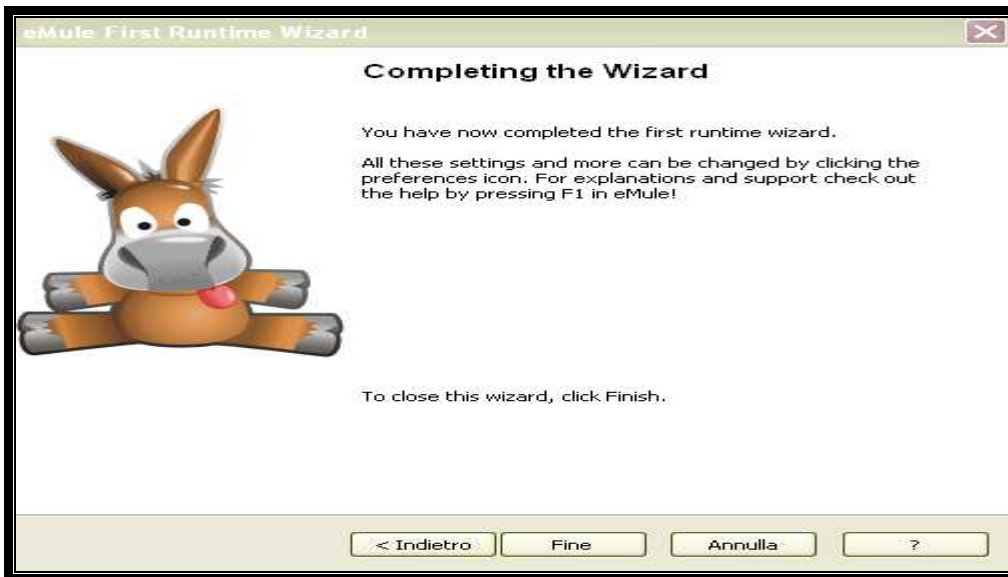 eMule First Runtime Wizard
Completing the Wizard
You have now completed the first runtime wizard.
All these settings and more can be changed by clicking the
preferences icon. For explanations and support check out
the help by pressing F1 in eMule!
To close this wizard, click Finish.
< Indietro
Fine
Annulla
?